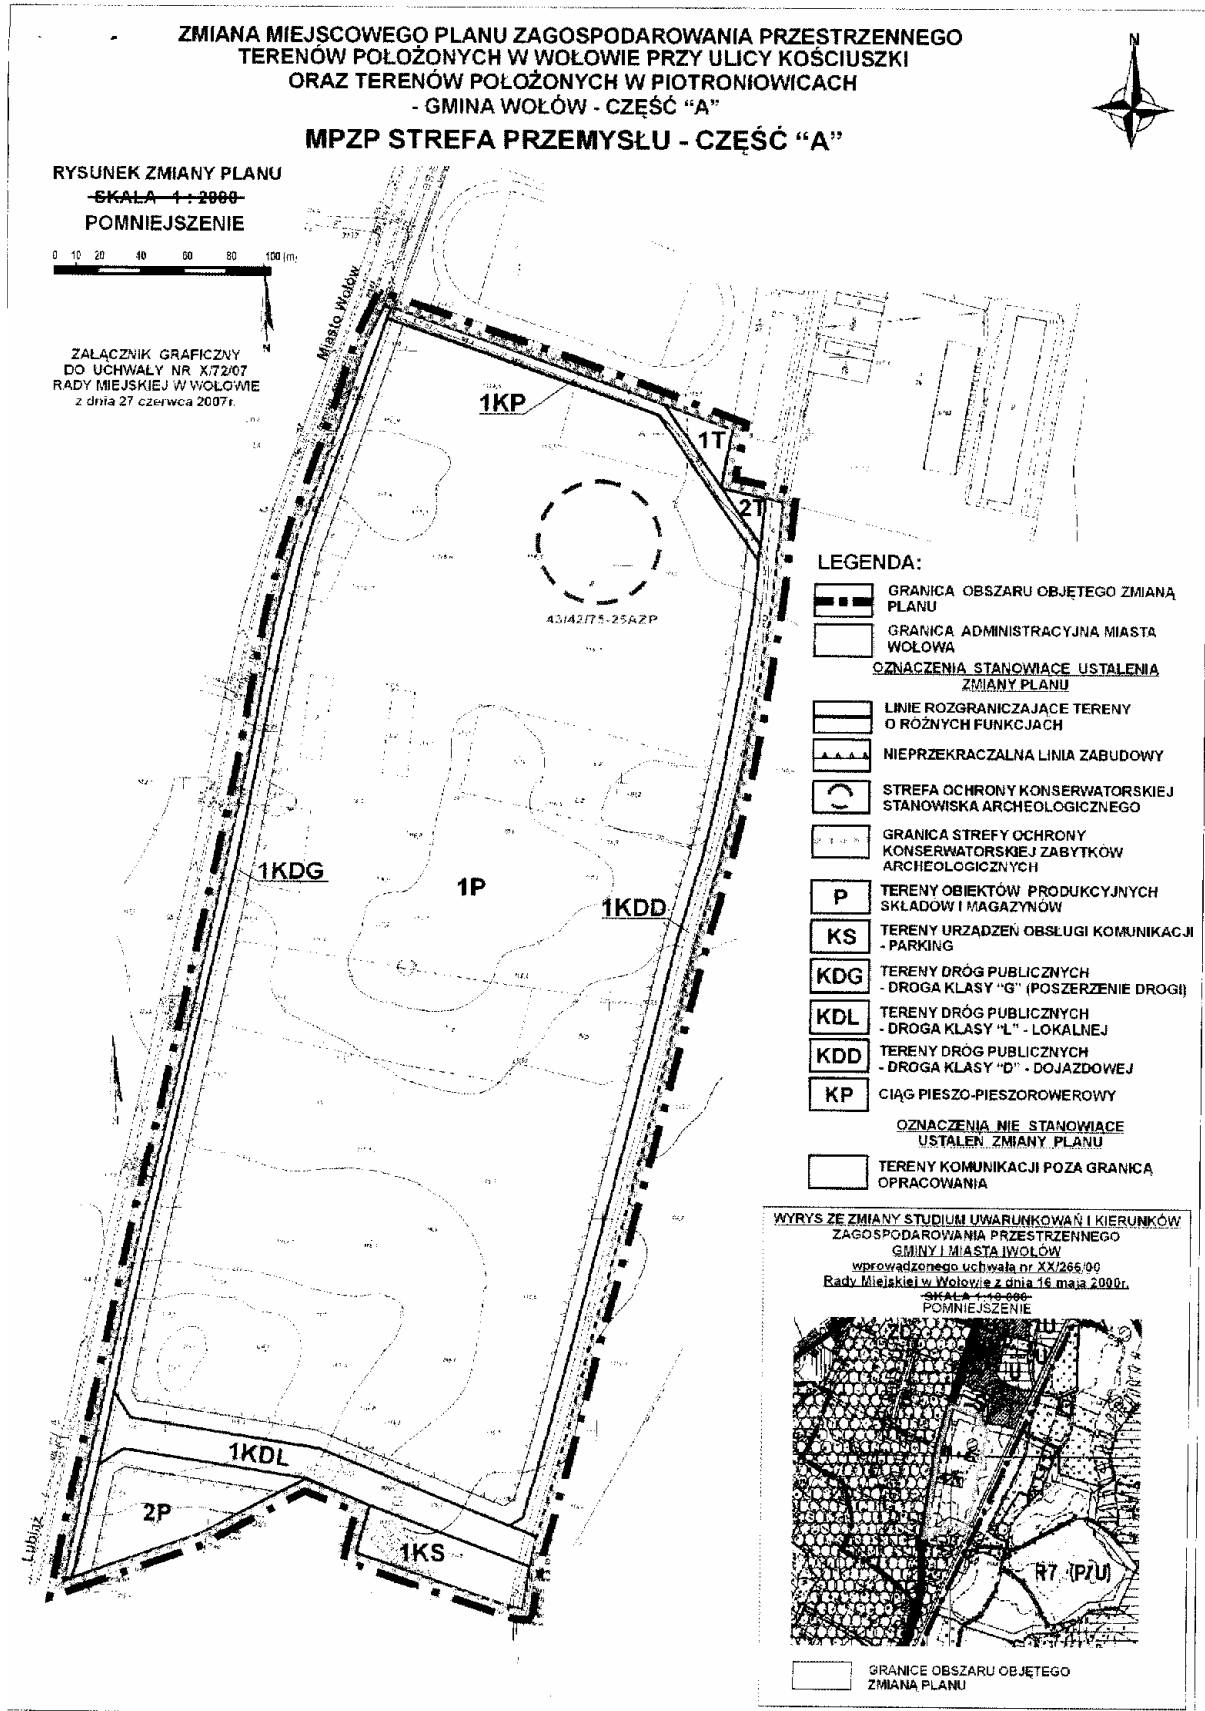 ZMIANA MIEJSCOWEGO PLANU ZAGOSPODAROWANIA PRZESTRZENNEGO
TERENÓW POŁOŻONYCH W WOŁOWIE PRZY ULICY KOŚCIUSZKI
ORAZ TERENÓW POŁOŻONYCH W PIOTRONIOWICACH
- GMINA WOŁÓW - CZĘŚĆ "A"
MPZP STREFA PRZEMYSŁU - CZĘŚĆ "A"
N
RYSUNEK ZMIANY PLANU
SKALA 1 : 2000
POMNIEJSZENIE
0 10 20 40 60 80 100 (m)
N
ZAŁĄCZNIK GRAFICZNY
DO UCHWAŁY NR X/72/07
RADY MIEJSKIEJ W WOŁOWIE
z dnia 27 czerwca 2007r.
Miasto Wołów
1KP
1T
2T
43/42/75-25AZP
1KDG
1P
1KDD
1KDL
2P
1KS
Lubiąż
LEGENDA:
GRANICA OBSZARU OBJĘTEGO ZMIANĄ
PLANU
GRANICA ADMINISTRACYJNA MIASTA
WOŁOWA
OZNACZENIA STANOWIĄCE USTALENIA
ZMIANY PLANU
LINIE ROZGRANICZAJĄCE TERENY
O RÓŻNYCH FUNKCJACH
NIEPRZEKRACZALNA LINIA ZABUDOWY
STREFA OCHRONY KONSERWATORSKIEJ
STANOWISKA ARCHEOLOGICZNEGO
GRANICA STREFY OCHRONY
KONSERWATORSKIEJ ZABYTKÓW
ARCHEOLOGICZNYCH
P TERENY OBIEKTÓW PRODUKCYJNYCH
SKŁADÓW I MAGAZYNÓW
KS TERENY URZĄDZEŃ OBSŁUGI KOMUNIKACJI
- PARKING
KDG TERENY DRÓG PUBLICZNYCH
- DROGA KLASY "G" (POSZERZENIE DROGI)
KDL TERENY DRÓG PUBLICZNYCH
- DROGA KLASY "L" - LOKALNEJ
KDD TERENY DRÓG PUBLICZNYCH
- DROGA KLASY "D" - DOJAZDOWEJ
KP CIĄG PIESZO-PIESZOROWEROWY
OZNACZENIA NIE STANOWIĄCE
USTALEŃ ZMIANY PLANU
TERENY KOMUNIKACJI POZA GRANICĄ
OPRACOWANIA
WYRYS ZE ZMIANY STUDIUM UWARUNKOWAŃ I KIERUNKÓW
ZAGOSPODAROWANIA PRZESTRZENNEGO
GMINY I MIASTA WOŁÓW
wprowadzonego uchwałą nr XX/266/00
Rady Miejskiej w Wołowie z dnia 16 maja 2000r.
SKALA 1:10 000
POMNIEJSZENIE
R7 (P/U)
GRANICE OBSZARU OBJĘTEGO
ZMIANĄ PLANU